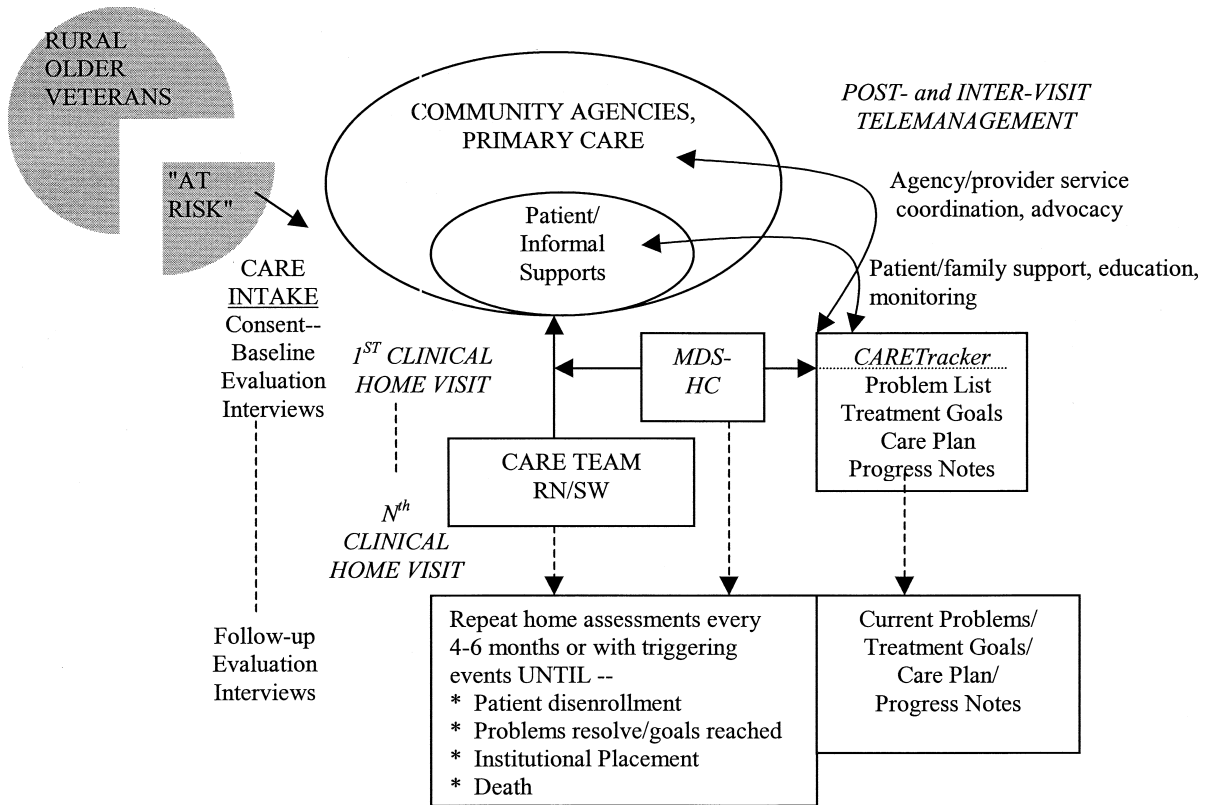 RURAL
OLDER
VETERANS
"AT
RISK"
CARE
INTAKE
Consent--
Baseline
Evaluation
Interviews
Follow-up
Evaluation
Interviews
COMMUNITY AGENCIES,
PRIMARY CARE
Patient/
Informal
Supports
POST- and INTER-VISIT
TELEMANAGEMENT
Agency/provider service
coordination, advocacy
Patient/family support, education,
monitoring
1ST CLINICAL
HOME VISIT
Nth
CLINICAL
HOME VISIT
MDS-
HC
CARETracker
Problem List
Treatment Goals
Care Plan
Progress Notes
CARE TEAM
RN/SW
Repeat home assessments every
4-6 months or with triggering
events UNTIL --
* Patient disenrollment
* Problems resolve/goals reached
* Institutional Placement
* Death
Current Problems/
Treatment Goals/
Care Plan/
Progress Notes